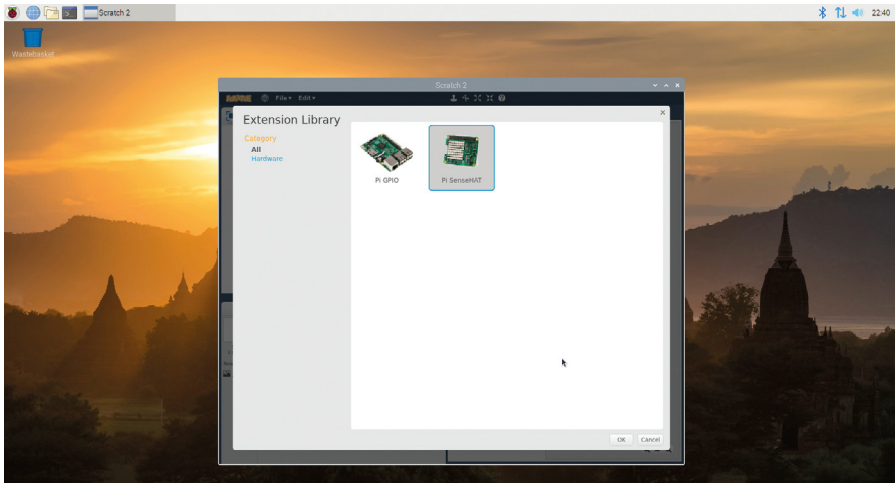 Scratch 2
22:40
Wastebasket
Scratch 2
File Edit
Extension Library
Category
All
Hardware
Pi GPIO
Pi SenseHAT
OK
Cancel